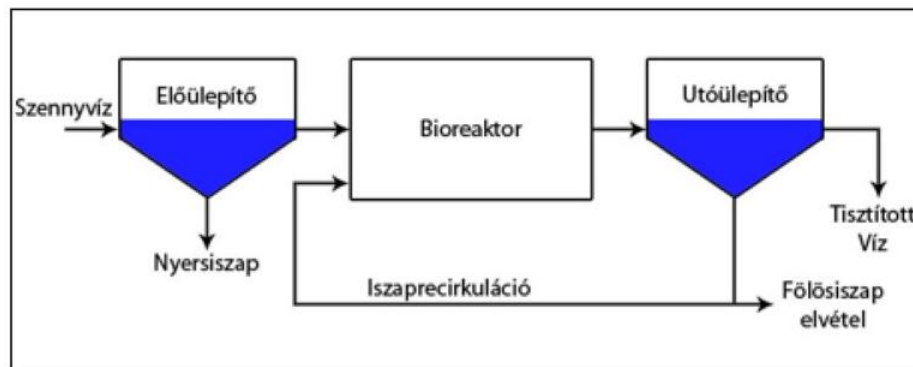 Szennyvíz
Előülepítő
Bioreaktor
Utóülepítő
Nyersiszap
Tisztított
Víz
Iszaprecirkuláció
Fölösiszap
elvétel